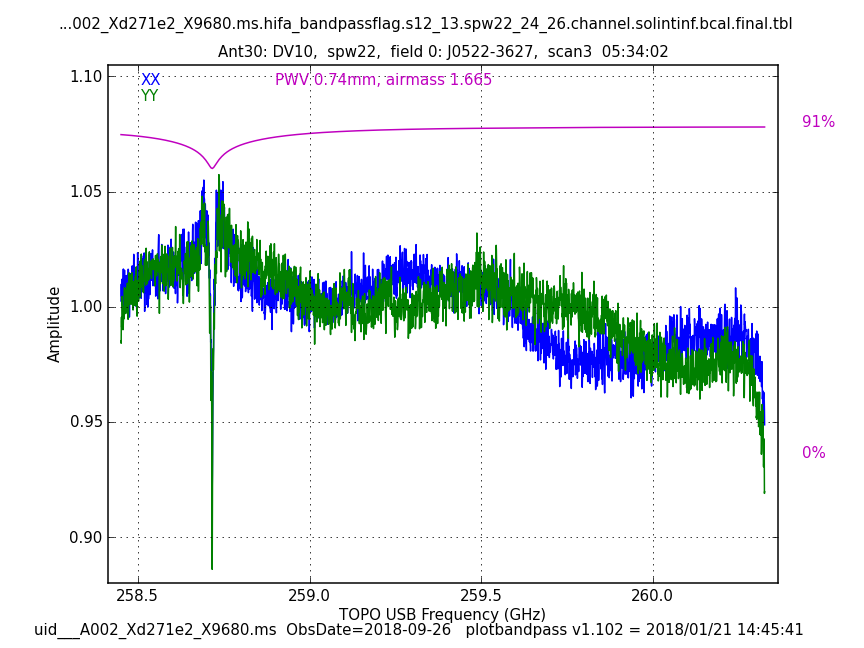 ...002_Xd271e2_X9680.ms.hifa_bandpassflag.s12_13.spw22_24_26.channel.solintinf.bcal.final.tbl
Ant30: DV10,  spw22,  field 0: J0522-3627,  scan3  05:34:02
XX
YY
PWV 0.74mm, airmass 1.665
91%
0%
1.10
1.05
1.00
0.95
0.90
Amplitude
258.5 259.0 259.5 260.0
TOPO USB Frequency (GHz)
uid___A002_Xd271e2_X9680.ms  ObsDate=2018-09-26   plotbandpass v1.102 = 2018/01/21 14:45:41